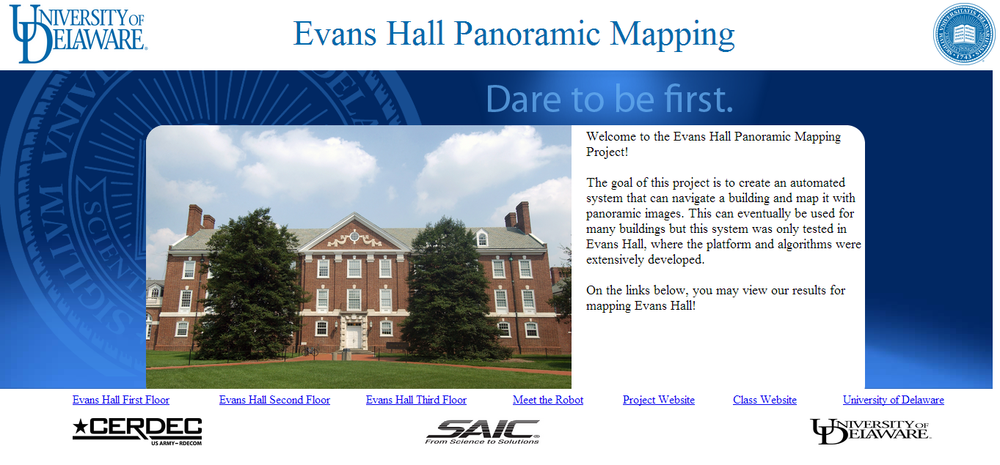 UNIVERSITY OF
DELAWARE.
Evans Hall Panoramic Mapping
1743
Dare to be first.
Welcome to the Evans Hall Panoramic Mapping
Project!
The goal of this project is to create an automated
system that can navigate a building and map it with
panoramic images. This can eventually be used for
many buildings but this system was only tested in
Evans Hall, where the platform and algorithms were
extensively developed.
On the links below, you may view our results for
mapping Evans Hall!
Evans Hall First Floor
Evans Hall Second Floor
Evans Hall Third Floor
Meet the Robot
Project Website
Class Website
University of Delaware
CERDEC
US ARMY – RDECOM
SAIC
From Science to Solutions
UNIVERSITY OF
DELAWARE.